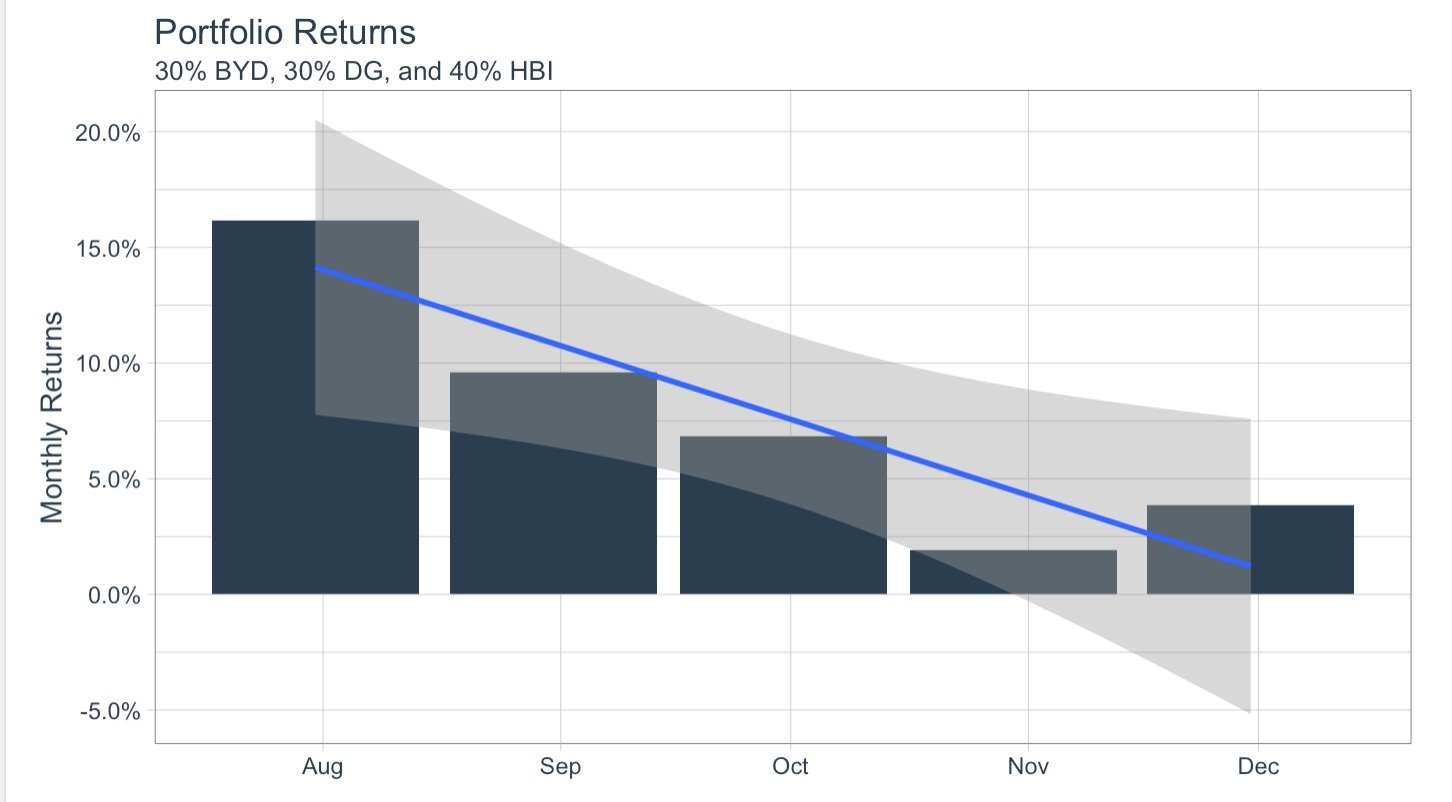 Portfolio Returns
30% BYD, 30% DG, and 40% HBI
Monthly Returns
20.0%
15.0%
10.0%
5.0%
0.0%
-5.0%
Aug Sep Oct Nov Dec